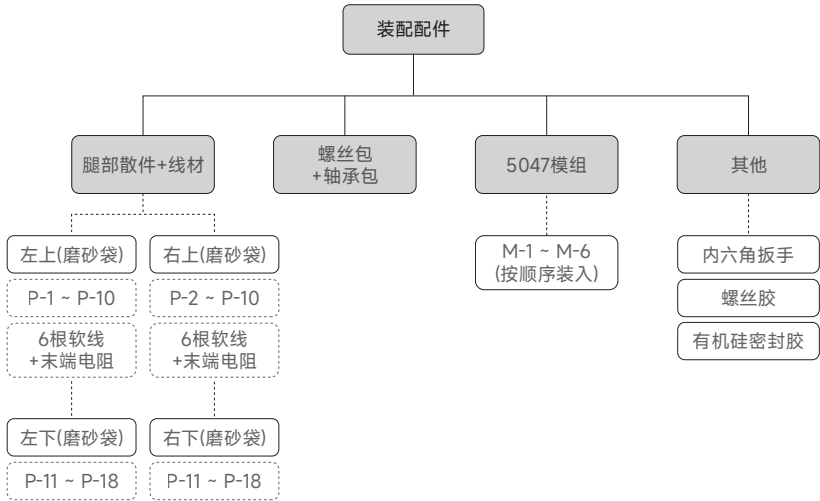 装配配件
腿部散件+线材
螺丝包
+轴承包
5047模组
其他
左上(磨砂袋)
右上(磨砂袋)
M-1 ~ M-6
(按顺序装入)
内六角扳手
P-1 ~ P-10
P-2 ~ P-10
螺丝胶
6根软线
+末端电阻
6根软线
+末端电阻
有机硅密封胶
左下(磨砂袋)
右下(磨砂袋)
P-11 ~ P-18
P-11 ~ P-18